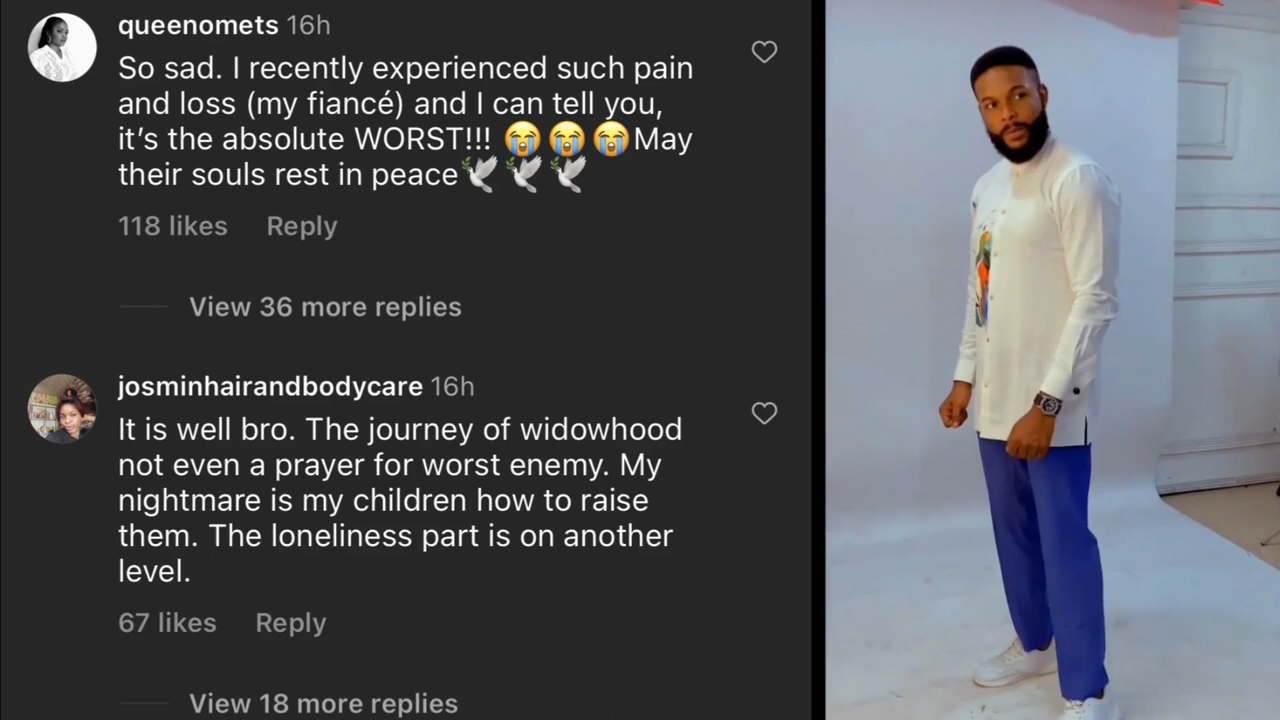 queenomets 16h
So sad. I recently experienced such pain
and loss (my fiancé) and I can tell you,
it's the absolute WORST!!! 😭😭😭May
their souls rest in peace🕊️🕊️🕊️
118 likes Reply
View 36 more replies
josminhairandbodycare 16h
It is well bro. The journey of widowhood
not even a prayer for worst enemy. My
nightmare is my children how to raise
them. The loneliness part is on another
level.
67 likes Reply
View 18 more replies